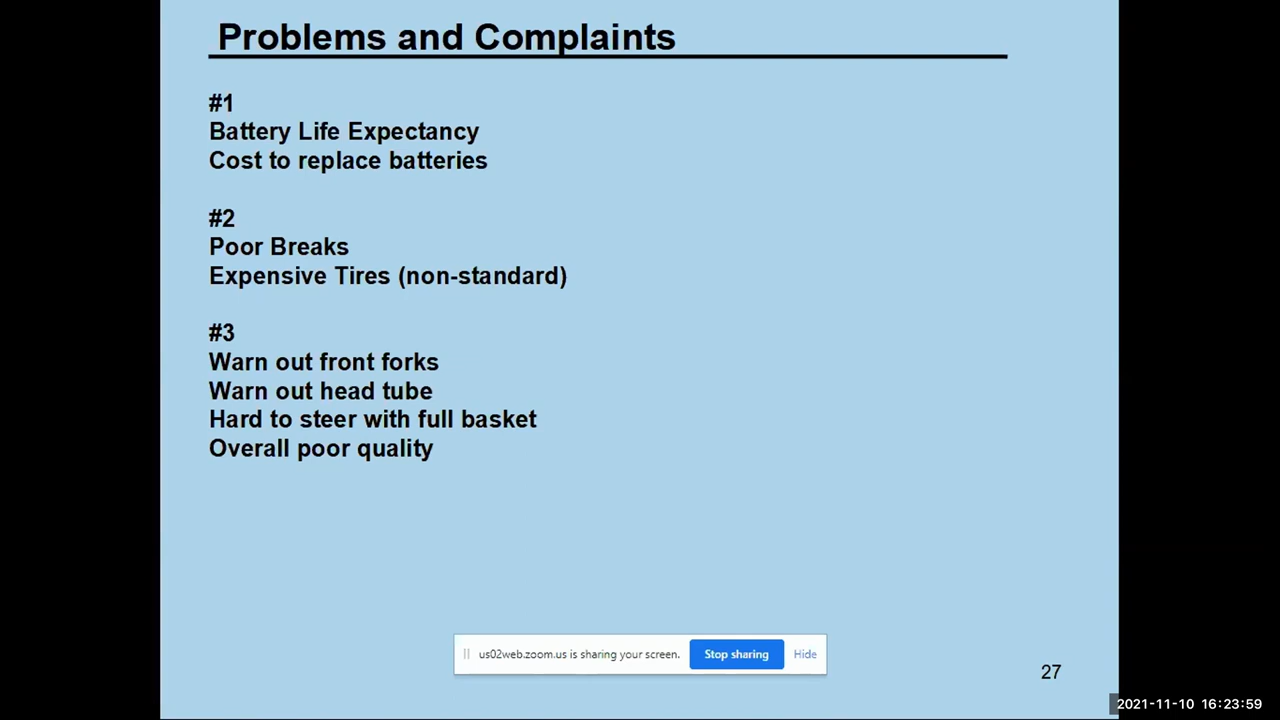 Problems and Complaints
#1
Battery Life Expectancy
Cost to replace batteries
#2
Poor Breaks
Expensive Tires (non-standard)
#3
Warn out front forks
Warn out head tube
Hard to steer with full basket
Overall poor quality
us02web.zoom.us is sharing your screen. Stop sharing Hide
27
2021-11-10 16:23:59